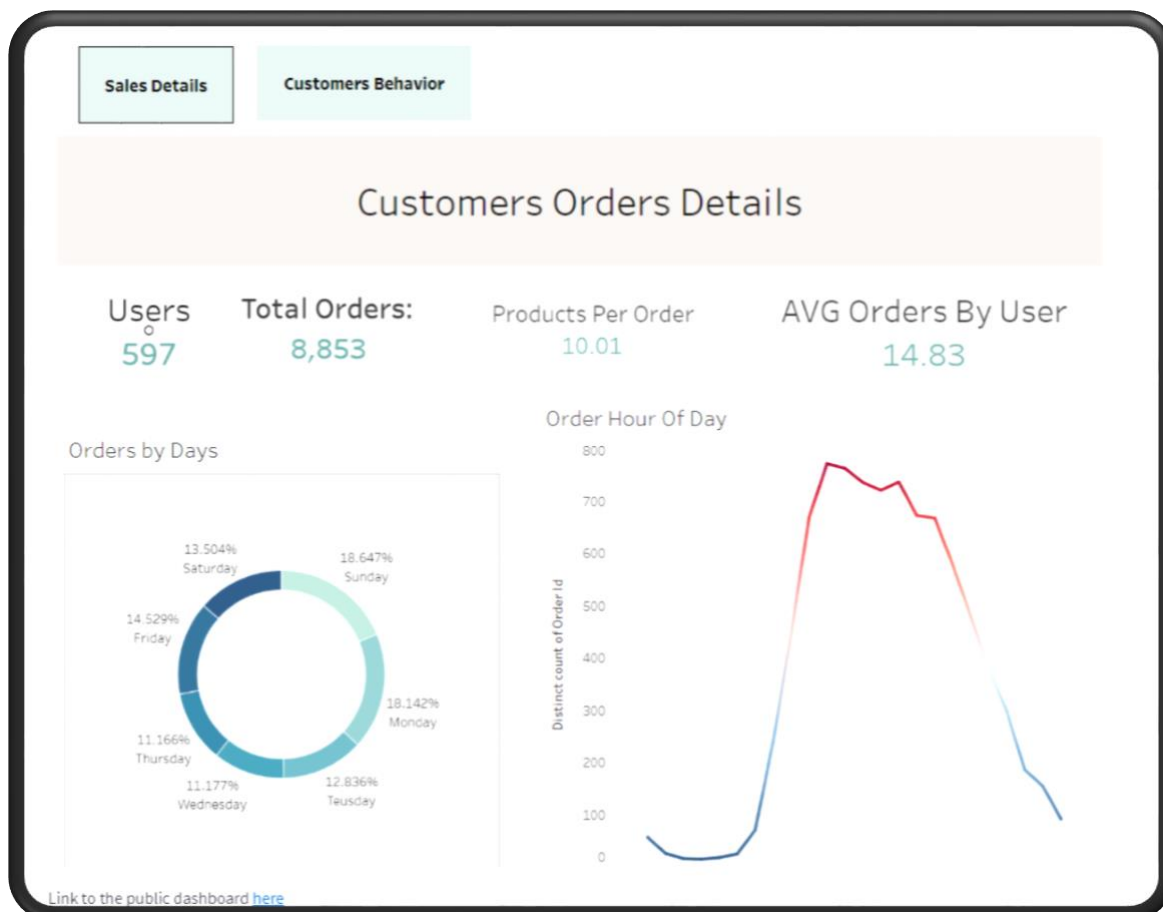 Sales Details
Customers Behavior
Customers Orders Details
Users
597
Total Orders:
8,853
Products Per Order
10.01
AVG Orders By User
14.83
Orders by Days
13.504%
Saturday
18.647%
Sunday
14.529%
Friday
18.142%
Monday
11.166%
Thursday
11.177%
Wednesday
12.836%
Teusday
Order Hour Of Day
Distinct count of Order Id
800
700
600
500
400
300
200
100
0
Link to the public dashboard here